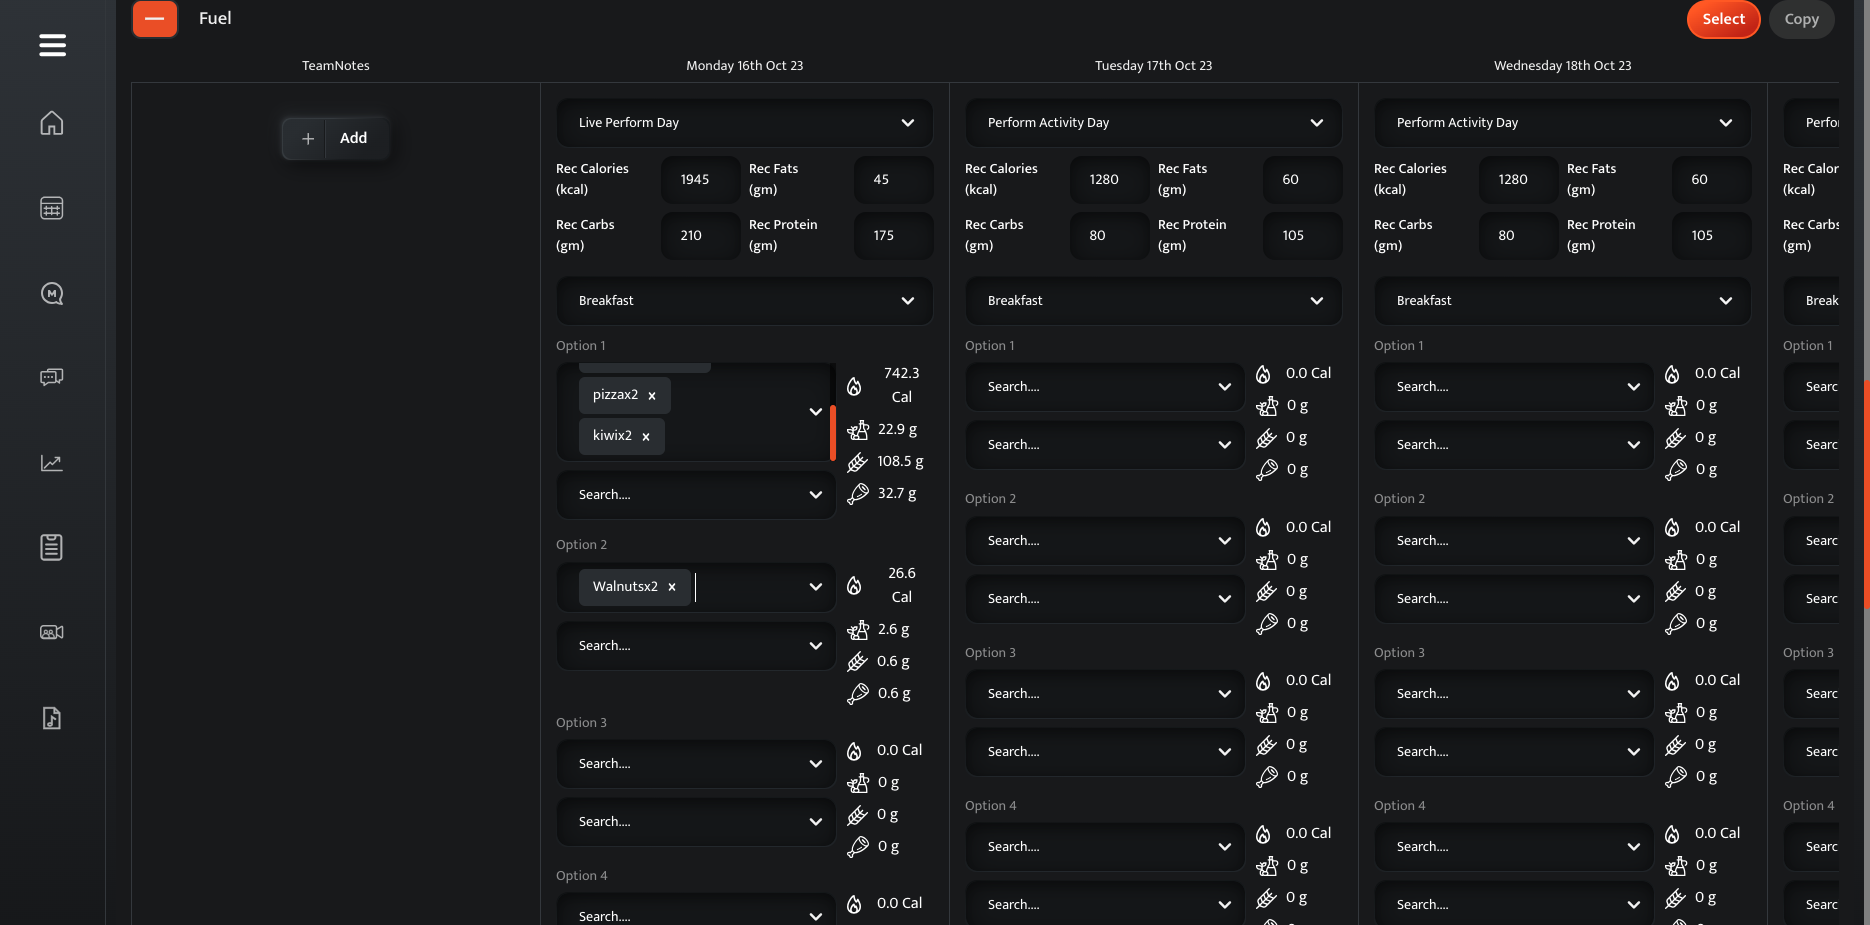 Fuel
Select
Copy
TeamNotes
Monday 16th Oct 23
Tuesday 17th Oct 23
Wednesday 18th Oct 23
+ Add
Live Perform Day
Rec Calories
(kcal)
1945
Rec Fats
(gm)
45
Rec Carbs
(gm)
210
Rec Protein
(gm)
175
Breakfast
Option 1
pizzax2 x
kiwix2 x
Search....
742.3
Cal
22.9 g
108.5 g
32.7 g
Option 2
Walnutsx2 x
Search....
26.6
Cal
2.6 g
0.6 g
0.6 g
Option 3
Search....
Search....
0.0 Cal
0 g
0 g
0 g
Option 4
Search....
0.0 Cal
Perform Activity Day
Rec Calories
(kcal)
1280
Rec Fats
(gm)
60
Rec Carbs
(gm)
80
Rec Protein
(gm)
105
Breakfast
Option 1
Search....
Search....
0.0 Cal
0 g
0 g
0 g
Option 2
Search....
Search....
0.0 Cal
0 g
0 g
0 g
Option 3
Search....
Search....
0.0 Cal
0 g
0 g
0 g
Option 4
Search....
Search....
0.0 Cal
0 g
0 g
Perform Activity Day
Rec Calories
(kcal)
1280
Rec Fats
(gm)
60
Rec Carbs
(gm)
80
Rec Protein
(gm)
105
Breakfast
Option 1
Search....
Search....
0.0 Cal
0 g
0 g
0 g
Option 2
Search....
Search....
0.0 Cal
0 g
0 g
0 g
Option 3
Search....
Search....
0.0 Cal
0 g
0 g
0 g
Option 4
Search....
Search....
0.0 Cal
0 g
0 g
Perfo
Rec Calor
(kcal)
Rec Carbs
(gm)
Break
Option 1
Searc
Searc
Option 2
Searc
Searc
Option 3
Searc
Searc
Option 4
Searc
Searc